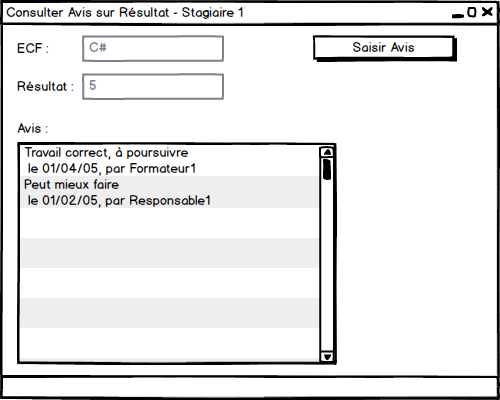 Consulter Avis sur Résultat - Stagiaire 1
ECF : C#
Saisir Avis
Résultat : 5
Avis :
Travail correct, à poursuivre
le 01/04/05, par Formateur1
Peut mieux faire
le 01/02/05, par Responsable1